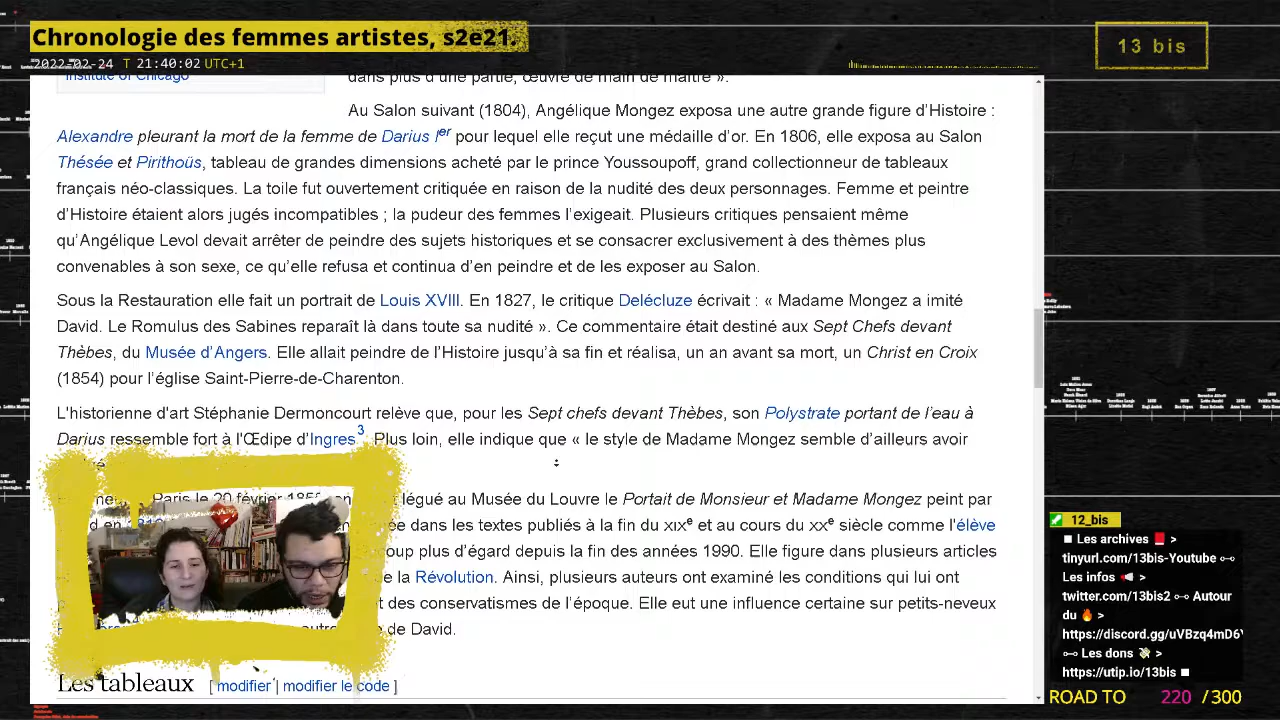 Chronologie des femmes artistes, s2e21.
13 bis
2022-02-24 T 21:40:02 UTC+1
Institute of Chicago
dans plus d'une partie, œuvre de main de maître ».
Au Salon suivant (1804), Angélique Mongez exposa une autre grande figure d'Histoire :
Alexandre pleurant la mort de la femme de Darius Ier pour lequel elle reçut une médaille d'or. En 1806, elle exposa au Salon
Thésée et Pirithoüs, tableau de grandes dimensions acheté par le prince Youssoupoff, grand collectionneur de tableaux
français néo-classiques. La toile fut ouvertement critiquée en raison de la nudité des deux personnages. Femme et peintre
d'Histoire étaient alors jugés incompatibles ; la pudeur des femmes l'exigeait. Plusieurs critiques pensaient même
qu'Angélique Levol devait arrêter de peindre des sujets historiques et se consacrer exclusivement à des thèmes plus
convenables à son sexe, ce qu'elle refusa et continua d'en peindre et de les exposer au Salon.
Sous la Restauration elle fait un portrait de Louis XVIII. En 1827, le critique Delécluze écrivait : « Madame Mongez a imité
David. Le Romulus des Sabines reparaît là dans toute sa nudité ». Ce commentaire était destiné aux Sept Chefs devant
Thèbes, du Musée d'Angers. Elle allait peindre de l'Histoire jusqu'à sa fin et réalisa, un an avant sa mort, un Christ en Croix
(1854) pour l'église Saint-Pierre-de-Charenton.
L'historienne d'art Stéphanie Dermoncourt relève que, pour les Sept chefs devant Thèbes, son Polystrate portant de l'eau à
Darius ressemble fort à l'Œdipe d'Ingres3. Plus loin, elle indique que « le style de Madame Mongez semble d'ailleurs avoir
Paris le 20 février légué au Musée du Louvre le Portait de Monsieur et Madame Mongez peint par
en dans les textes publiés à la fin du XIXe et au cours du XXe siècle comme l'élève
plus d'égard depuis la fin des années 1990. Elle figure dans plusieurs articles
la Révolution. Ainsi, plusieurs auteurs ont examiné les conditions qui lui ont
et des conservatismes de l'époque. Elle eut une influence certaine sur petits-neveux
de David.
Les tableaux [ modifier | modifier le code ]
12_bis
Les archives >
tinyurl.com/13bis-Youtube
Les infos >
twitter.com/13bis2 Autour
du >
https://discord.gg/uVBzq4mD6Y
Les dons >
https://utip.io/13bis
ROAD TO 220 / 300